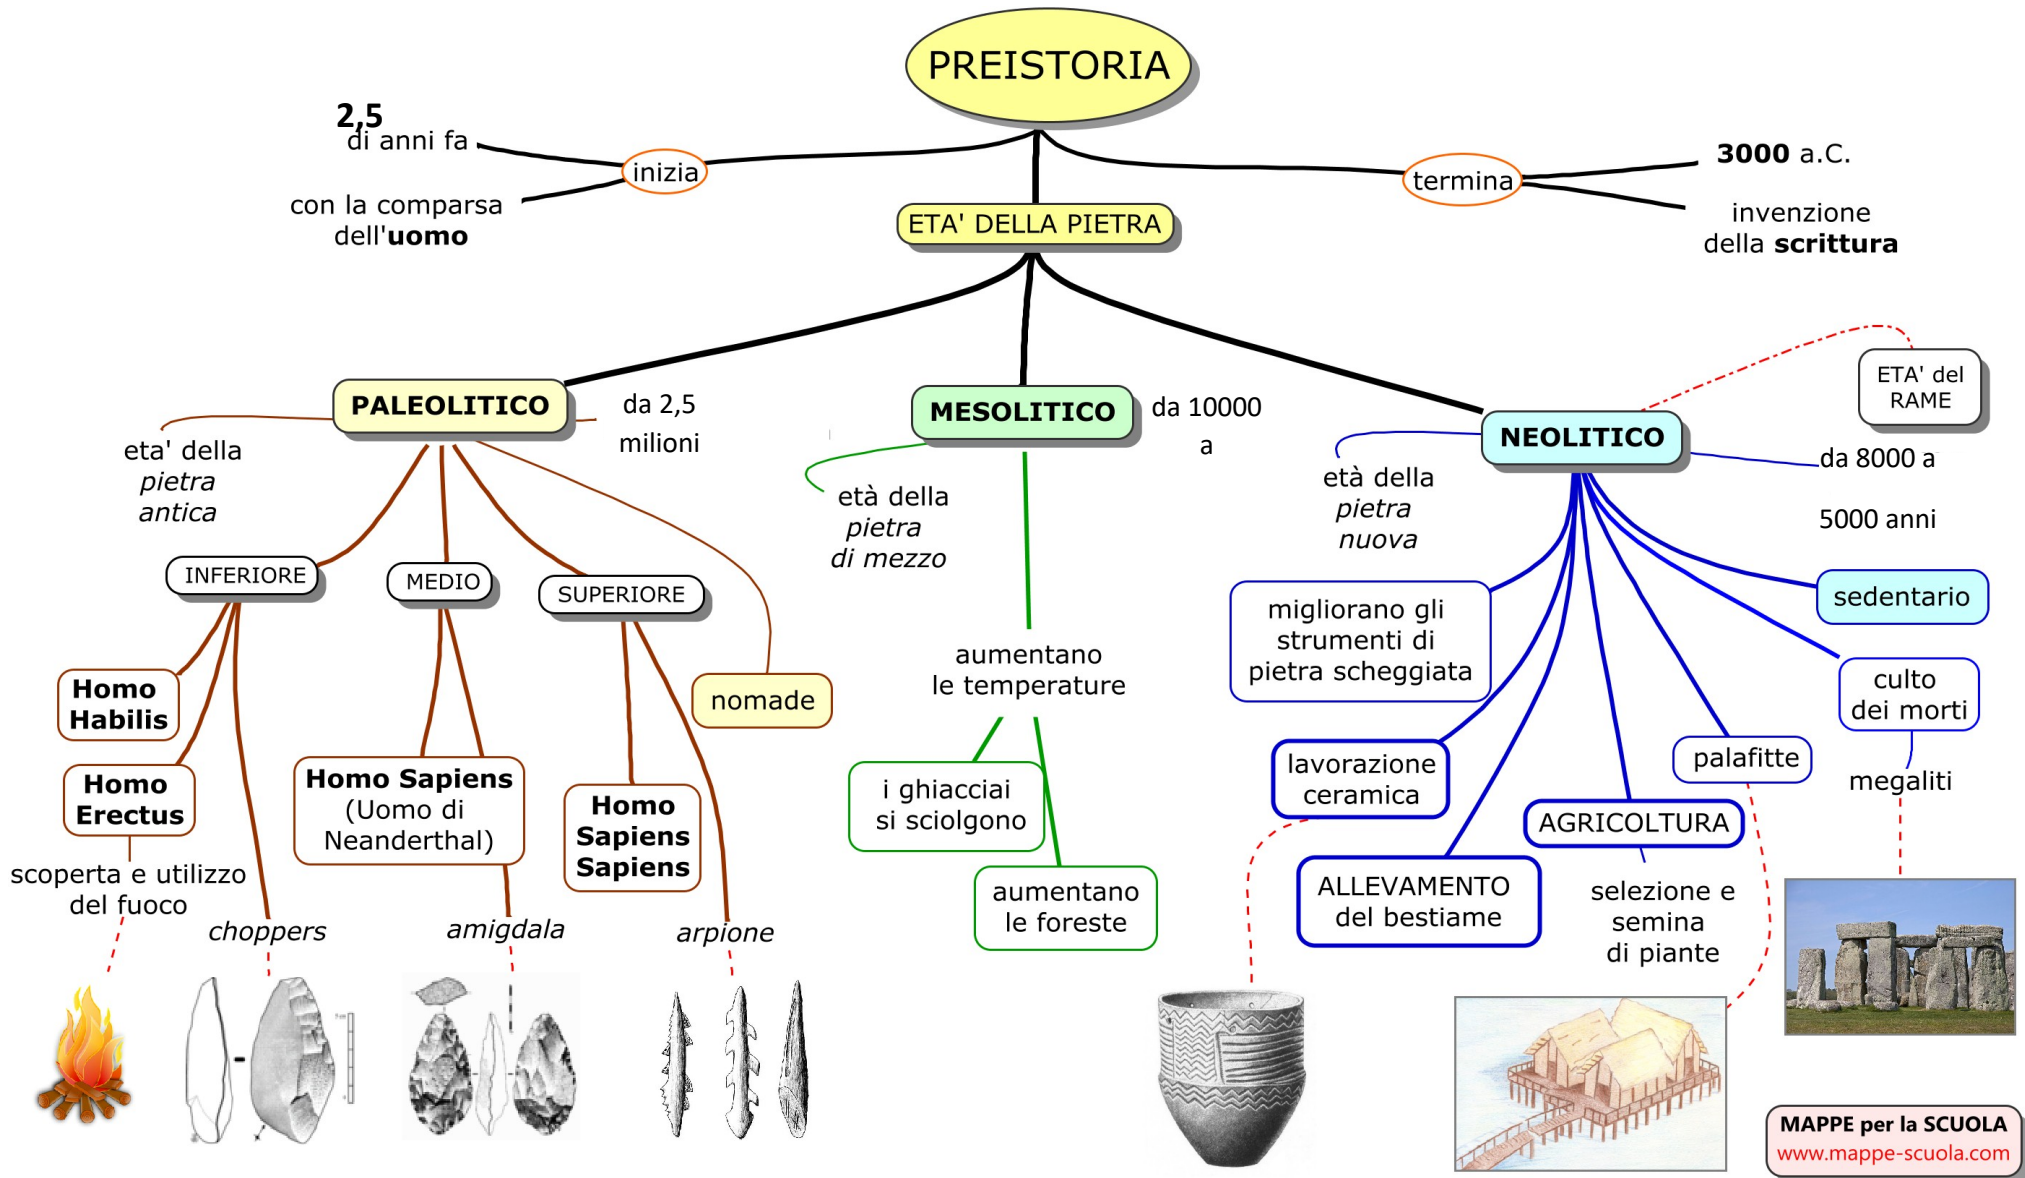 PREISTORIA
2,5
di anni fa
inizia
con la comparsa
dell'uomo
termina
3000 a.C.
invenzione
della scrittura
ETA' DELLA PIETRA
PALEOLITICO
da 2,5
milioni
eta' della
pietra
antica
INFERIORE
MEDIO
SUPERIORE
nomade
Homo
Habilis
Homo
Erectus
scoperta e utilizzo
del fuoco
choppers
Homo Sapiens
(Uomo di
Neanderthal)
amigdala
Homo
Sapiens
Sapiens
arpione
MESOLITICO
da 10000
a
età della
pietra
di mezzo
aumentano
le temperature
i ghiacciai
si sciolgono
aumentano
le foreste
NEOLITICO
ETA' del
RAME
da 8000 a
5000 anni
età della
pietra
nuova
migliorano gli
strumenti di
pietra scheggiata
lavorazione
ceramica
ALLEVAMENTO
del bestiame
AGRICOLTURA
selezione e
semina
di piante
palafitte
sedentario
culto
dei morti
megaliti
MAPPE per la SCUOLA
www.mappe-scuola.com